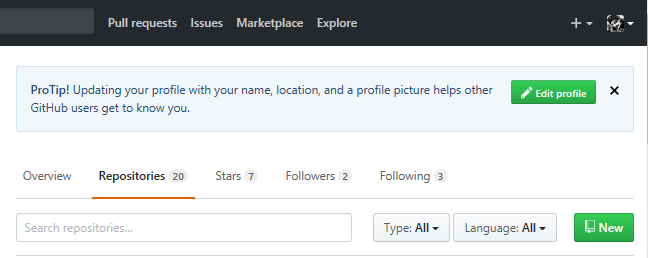 Pull requests Issues Marketplace Explore
ProTip! Updating your profile with your name, location, and a profile picture helps other
GitHub users get to know you.
Edit profile
Overview Repositories 20 Stars 7 Followers 2 Following 3
Search repositories... Type: All Language: All New